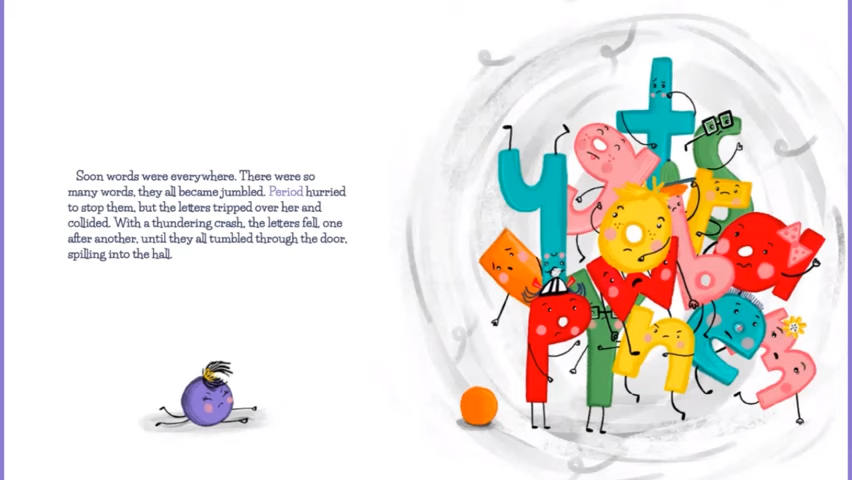 Soon words were everywhere. There were so
many words, they all became jumbled. Period hurried
to stop them, but the letters tripped over her and
collided. With a thundering crash, the letters fell, one
after another, until they all tumbled through the door,
spilling into the hall.